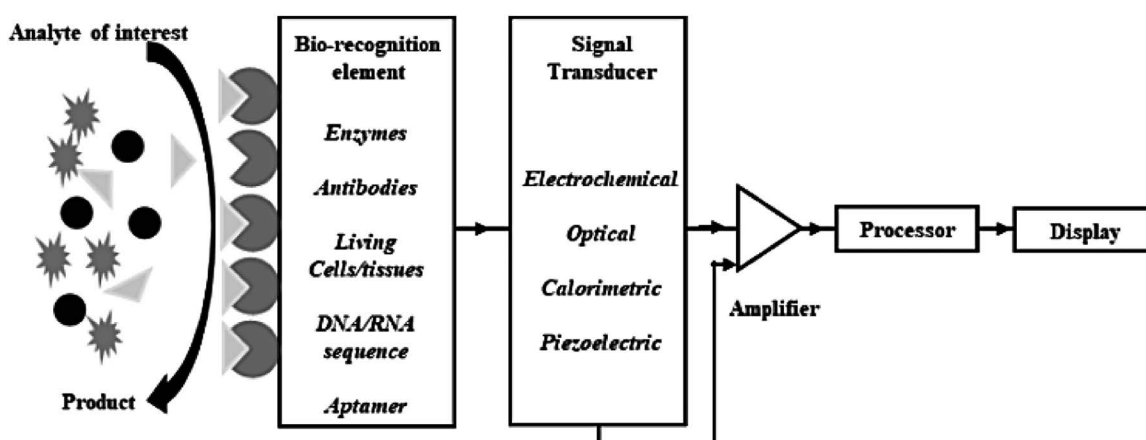 Analyte of interest
Product
Bio-recognition
element
Enzymes
Antibodies
Living
Cells/tissues
DNA/RNA
sequence
Aptamer
Signal
Transducer
Electrochemical
Optical
Calorimetric
Piezoelectric
Amplifier
Processor
Display